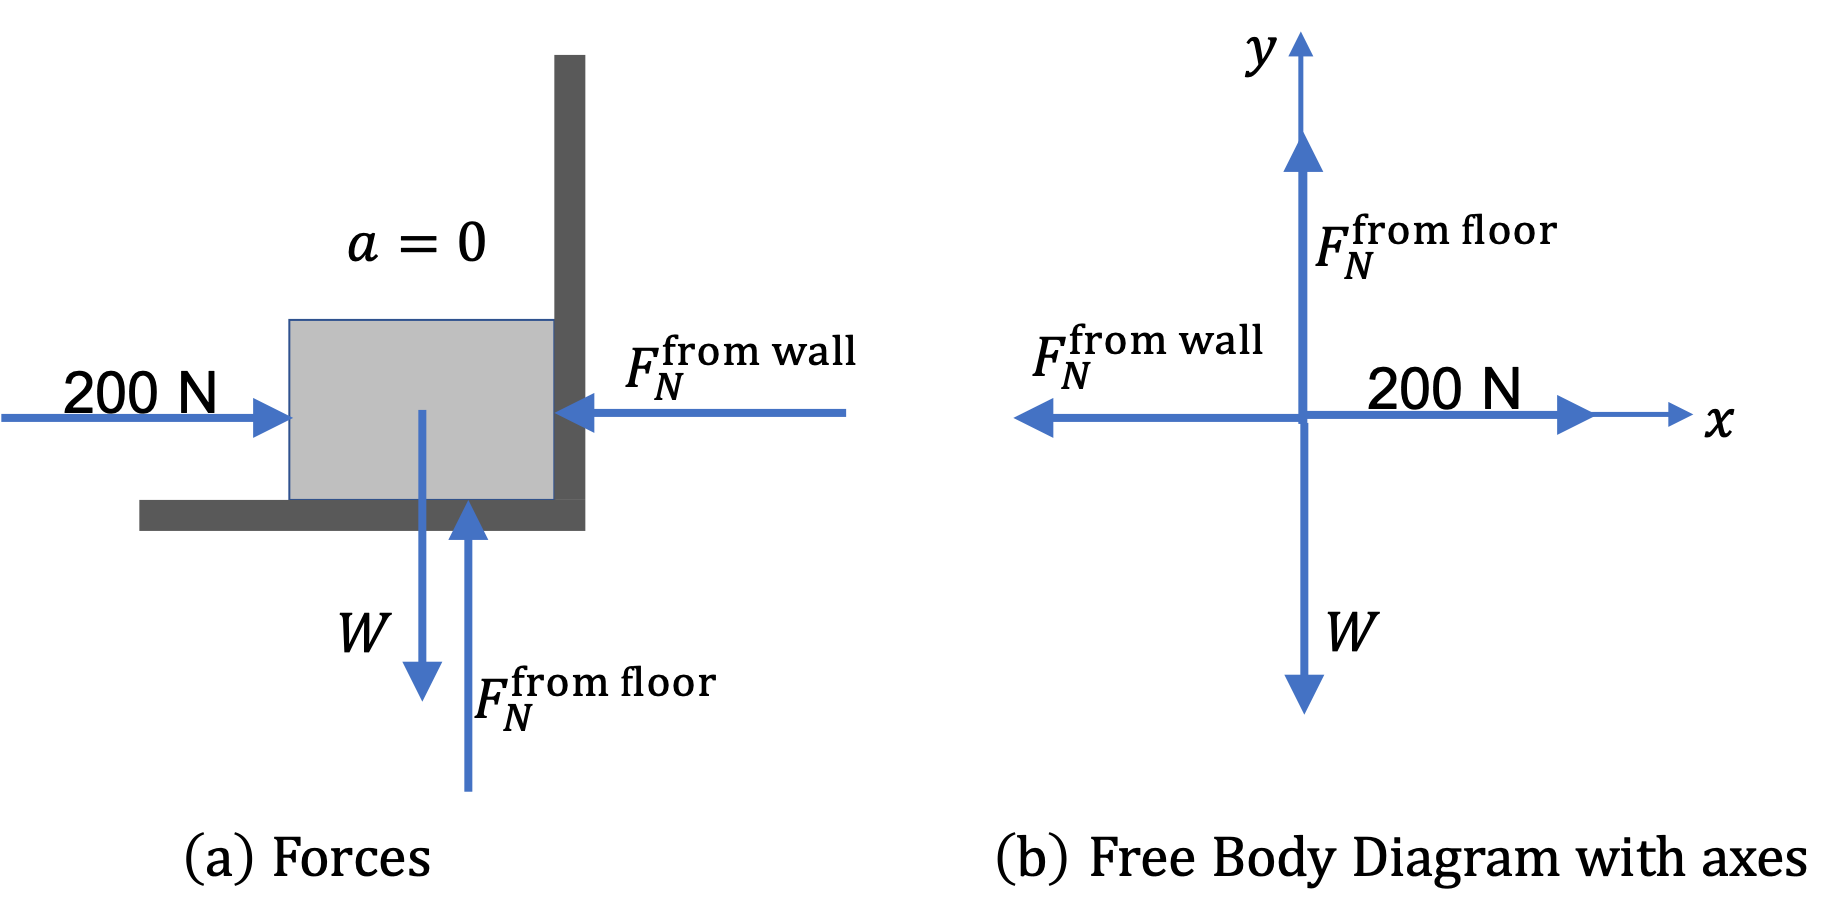 a = 0
200 N
F_N^from wall
W
F_N^from floor
(a) Forces
y
F_N^from floor
F_N^from wall
200 N
x
W
(b) Free Body Diagram with axes